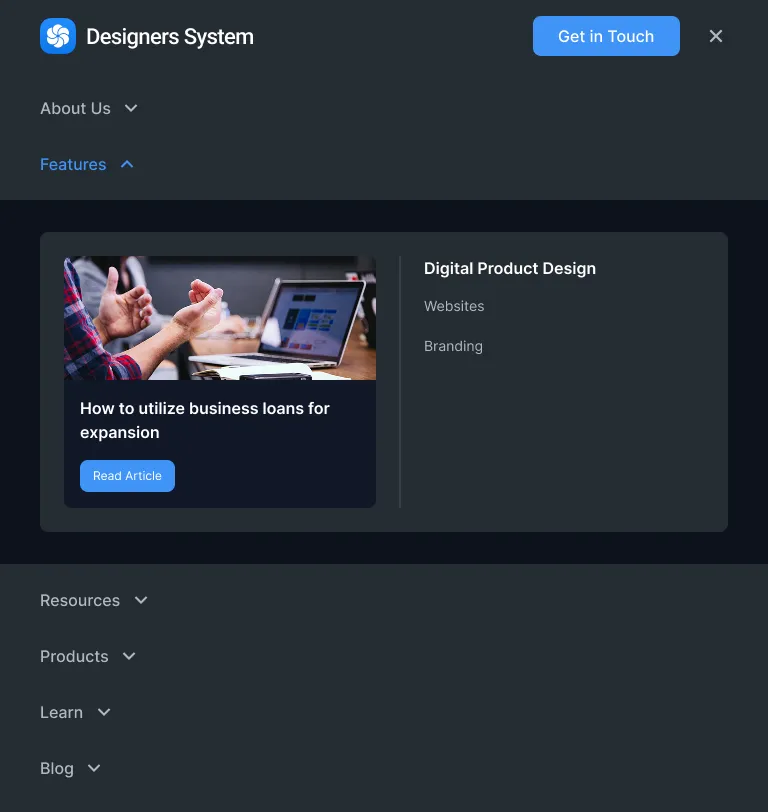 Designers System
Get in Touch
About Us
Features
How to utilize business loans for
expansion
Read Article
Digital Product Design
Websites
Branding
Resources
Products
Learn
Blog